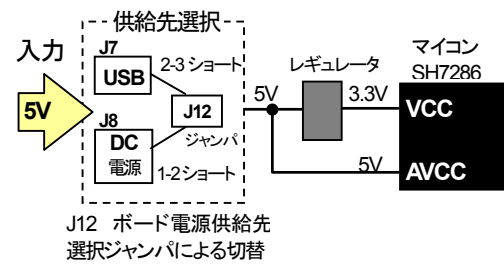 供給先選択
入力
5V
J7
USB
2-3 ショート
J12
ジャンパ
J8
DC
電源
1-2ショート
5V
レギュレータ
3.3V
5V
マイコン
SH7286
VCC
AVCC
J12 ボード電源供給先
選択ジャンパによる切替